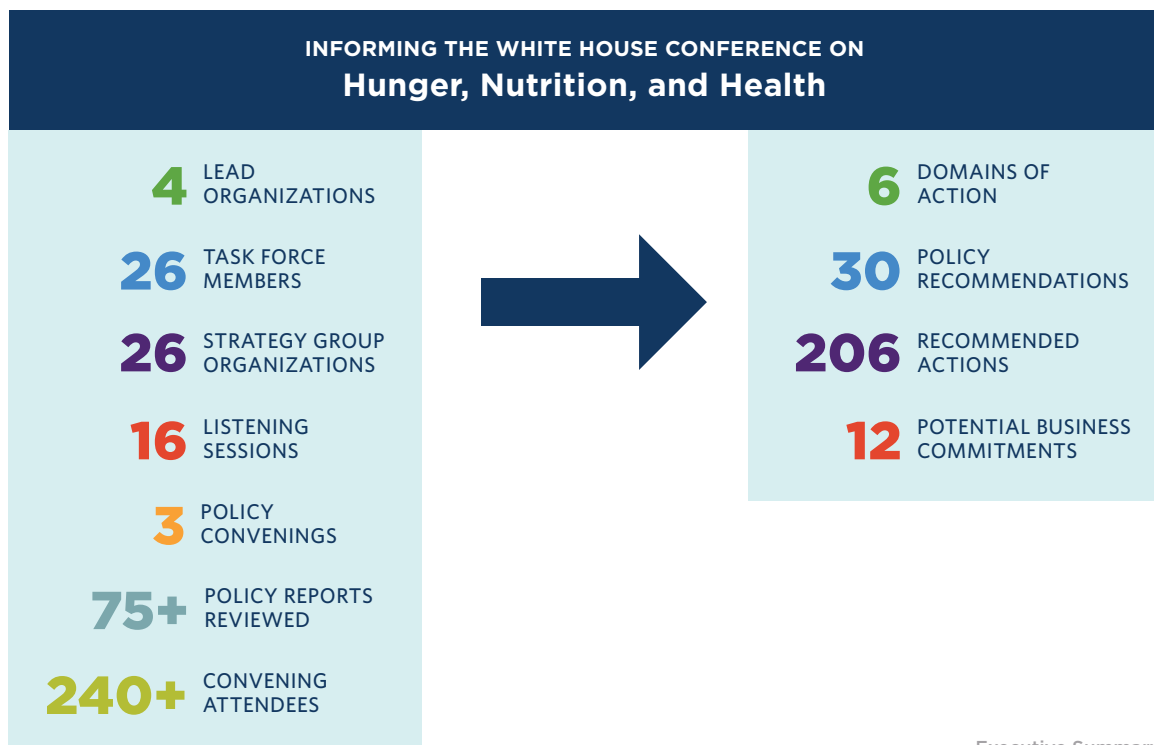 INFORMING THE WHITE HOUSE CONFERENCE ON
Hunger, Nutrition, and Health
4 LEAD
ORGANIZATIONS
26 TASK FORCE
MEMBERS
26 STRATEGY GROUP
ORGANIZATIONS
16 LISTENING
SESSIONS
3 POLICY
CONVENINGS
75+ POLICY REPORTS
REVIEWED
240+ CONVENING
ATTENDEES
6 DOMAINS OF
ACTION
30 POLICY
RECOMMENDATIONS
206 RECOMMENDED
ACTIONS
12 POTENTIAL BUSINESS
COMMITMENTS
Executive Summary